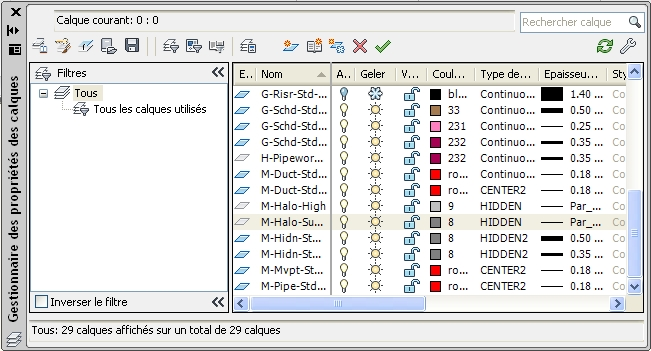 Calque courant: 0 : 0
Rechercher calque
Gestionnaire des propriétés des calques
Filtres
Tous
Tous les calques utilisés
Inverser le filtre
E... Nom A... Geler V... Coul... Type de... Epaisseu... Sty
G-Risr-Std-... bl... Continuo... 1.40
G-Schd-Std... 33 Continuo... 0.50 Co
G-Schd-Std... 231 Continuo... 0.25 Co
G-Schd-Std... 232 Continuo... 0.35 Co
H-Pipewor... 232 Continuo... 0.35 Co
M-Duct-Std... ro... Continuo... 0.18 Co
M-Duct-Std... ro... CENTER2 0.18 Co
M-Halo-High 9 HIDDEN Par_... Co
M-Halo-Su... 8 HIDDEN Par_... Co
M-Hidn-St... 8 HIDDEN2 0.50 Co
M-Hidn-St... 8 HIDDEN2 0.35 Co
M-Mvpt-St... ro... CENTER2 0.18 Co
M-Pipe-Std... ro... CENTER2 0.18 Co
Tous: 29 calques affichés sur un total de 29 calques